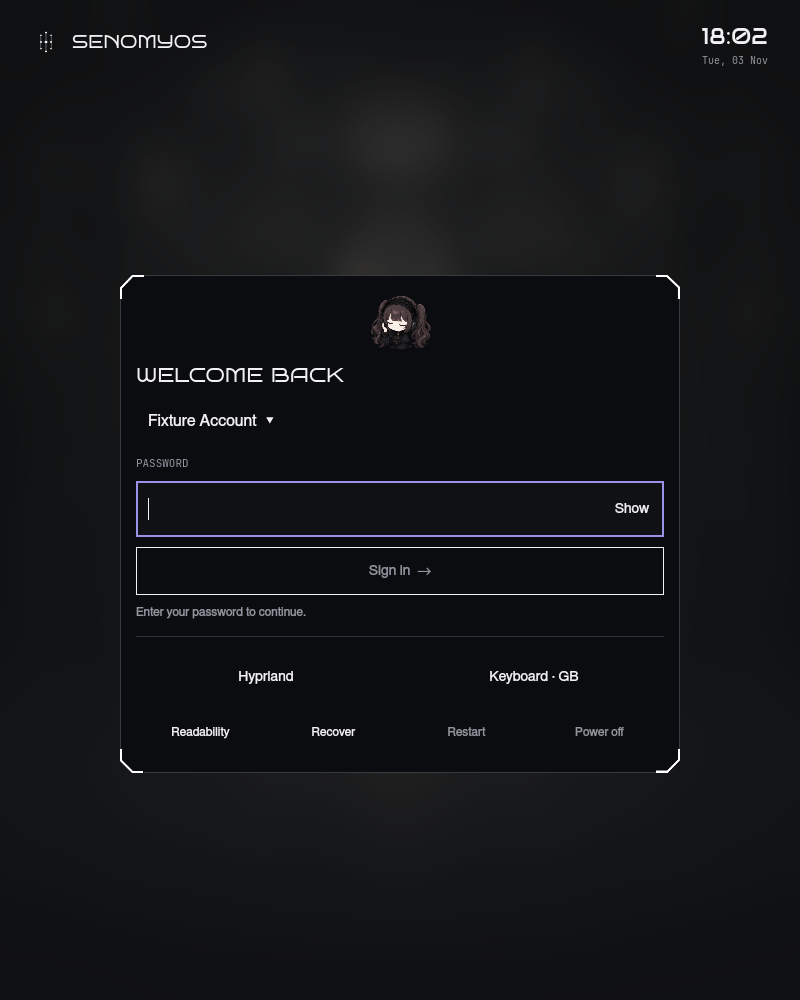 SENOMYOS
18:02
Tue, 03 Nov
WELCOME BACK
Fixture Account ▼
PASSWORD
Show
Sign in →
Enter your password to continue.
Hyprland
Keyboard · GB
Readability
Recover
Restart
Power off